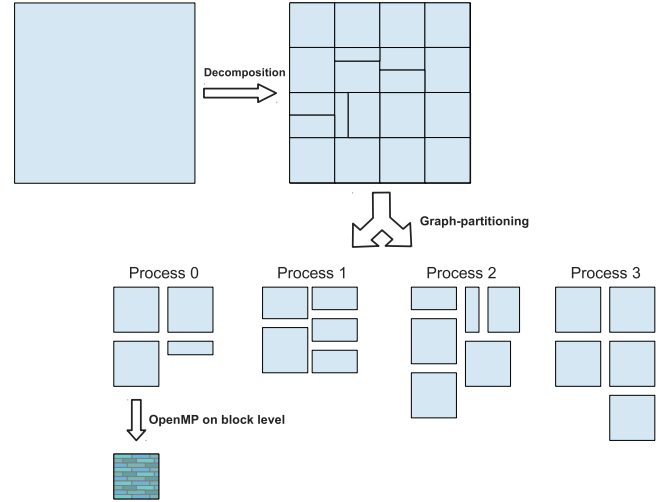 Decomposition
Graph-partitioning
Process 0
Process 1
Process 2
Process 3
OpenMP on block level